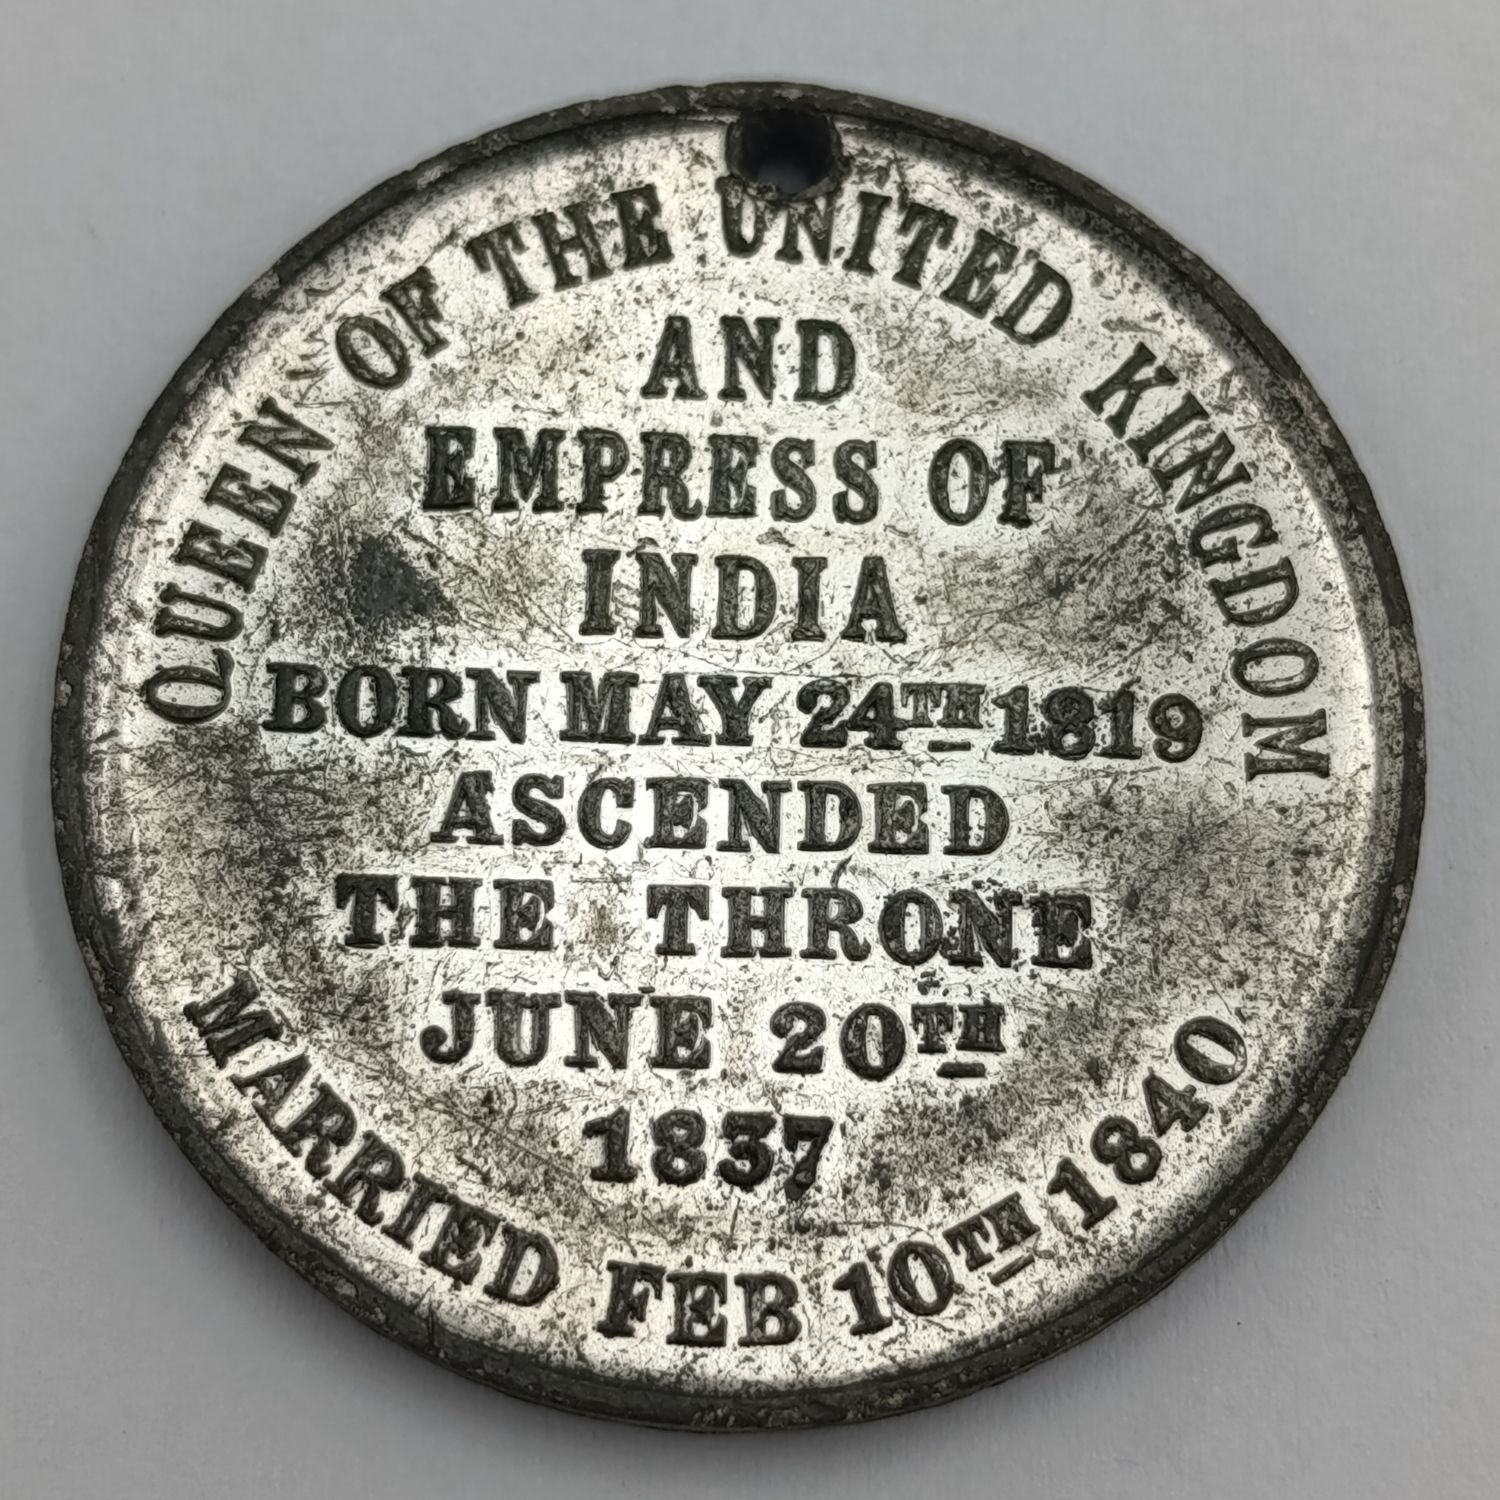 QUEEN OF THE UNITED KINGDOM
AND
EMPRESS OF
INDIA
BORN MAY 24TH 1819
ASCENDED
THE THRONE
JUNE 20TH
1837
MARRIED FEB 10TH 1840